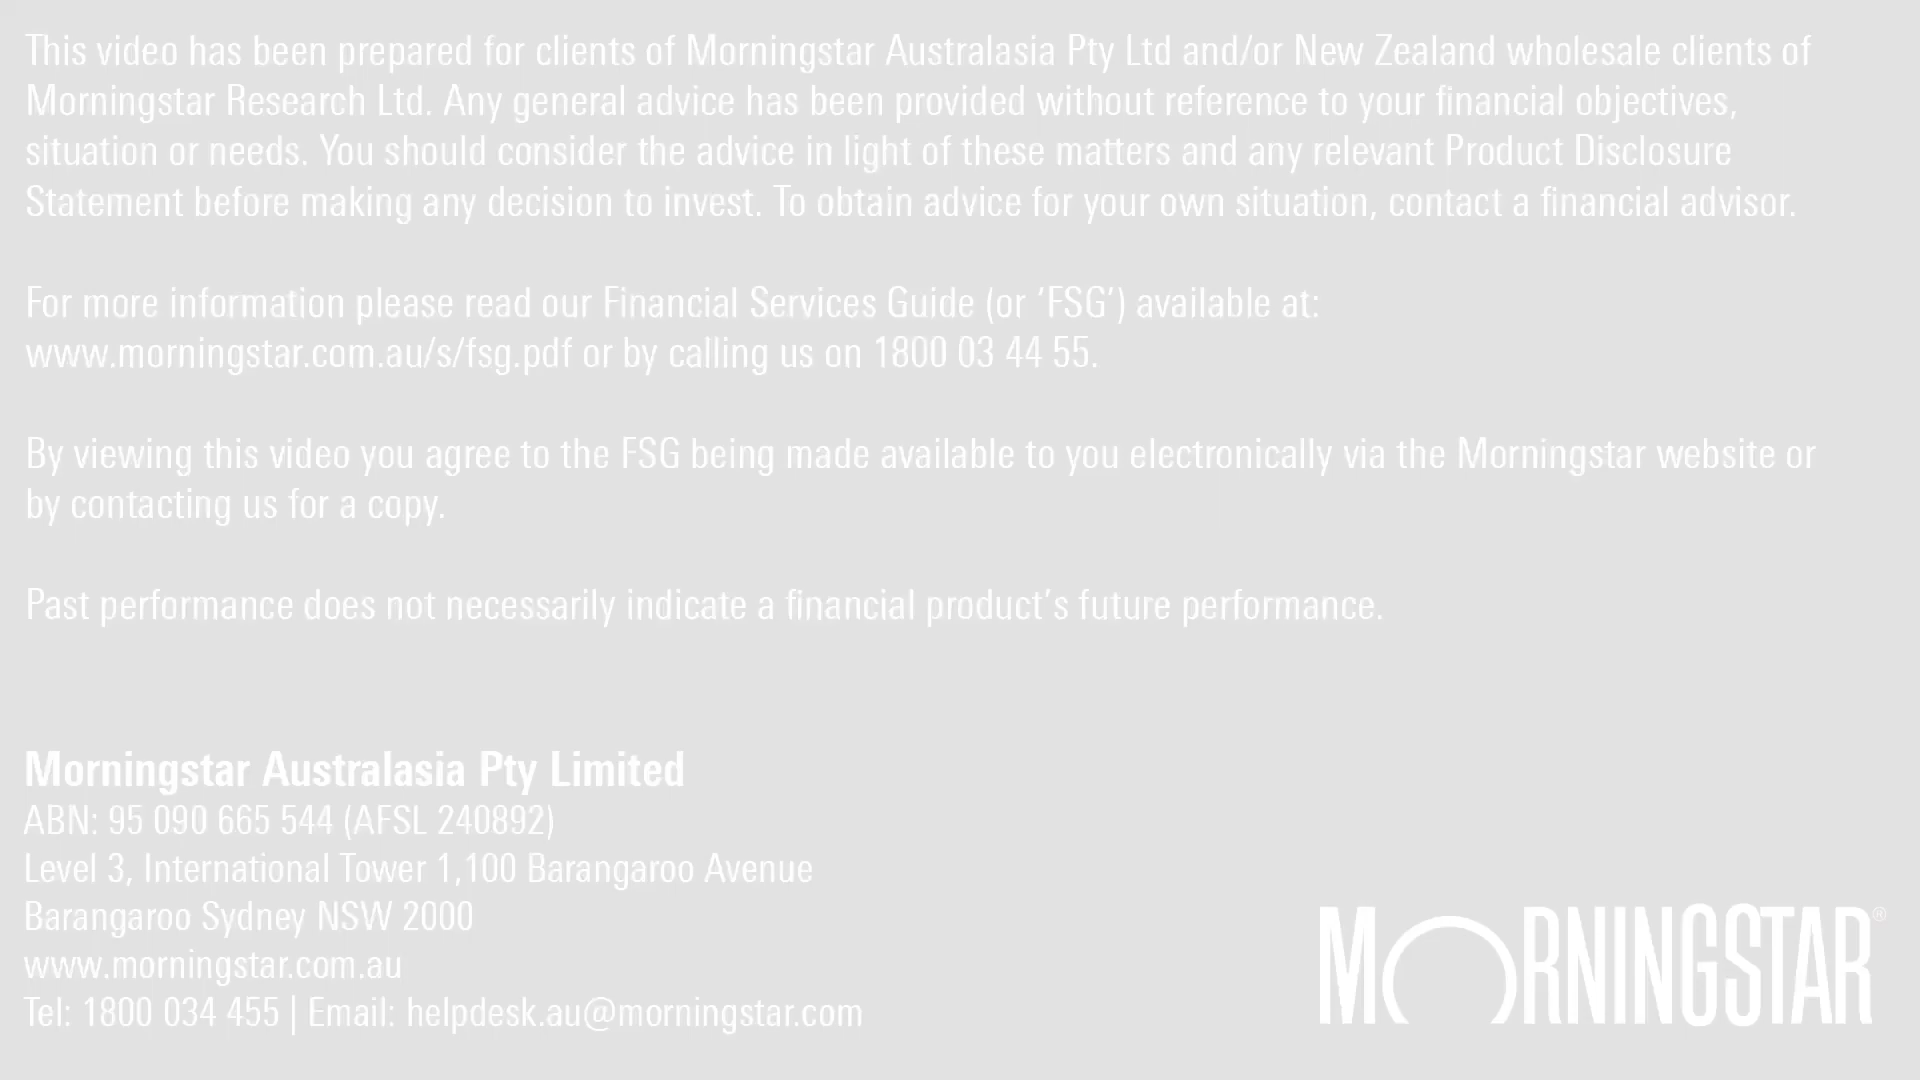 This video has been prepared for clients of Morningstar Australasia Pty Ltd and/or New Zealand wholesale clients of
Morningstar Research Ltd. Any general advice has been provided without reference to your financial objectives,
situation or needs. You should consider the advice in light of these matters and any relevant Product Disclosure
Statement before making any decision to invest. To obtain advice for your own situation, contact a financial advisor.
For more information please read our Financial Services Guide (or ‘FSG’) available at:
www.morningstar.com.au/s/fsg.pdf or by calling us on 1800 03 44 55.
By viewing this video you agree to the FSG being made available to you electronically via the Morningstar website or
by contacting us for a copy.
Past performance does not necessarily indicate a financial product’s future performance.
Morningstar Australasia Pty Limited
ABN: 95 090 665 544 (AFSL 240892)
Level 3, International Tower 1,100 Barangaroo Avenue
Barangaroo Sydney NSW 2000
www.morningstar.com.au
Tel: 1800 034 455 | Email: helpdesk.au@morningstar.com
MORNINGSTAR®